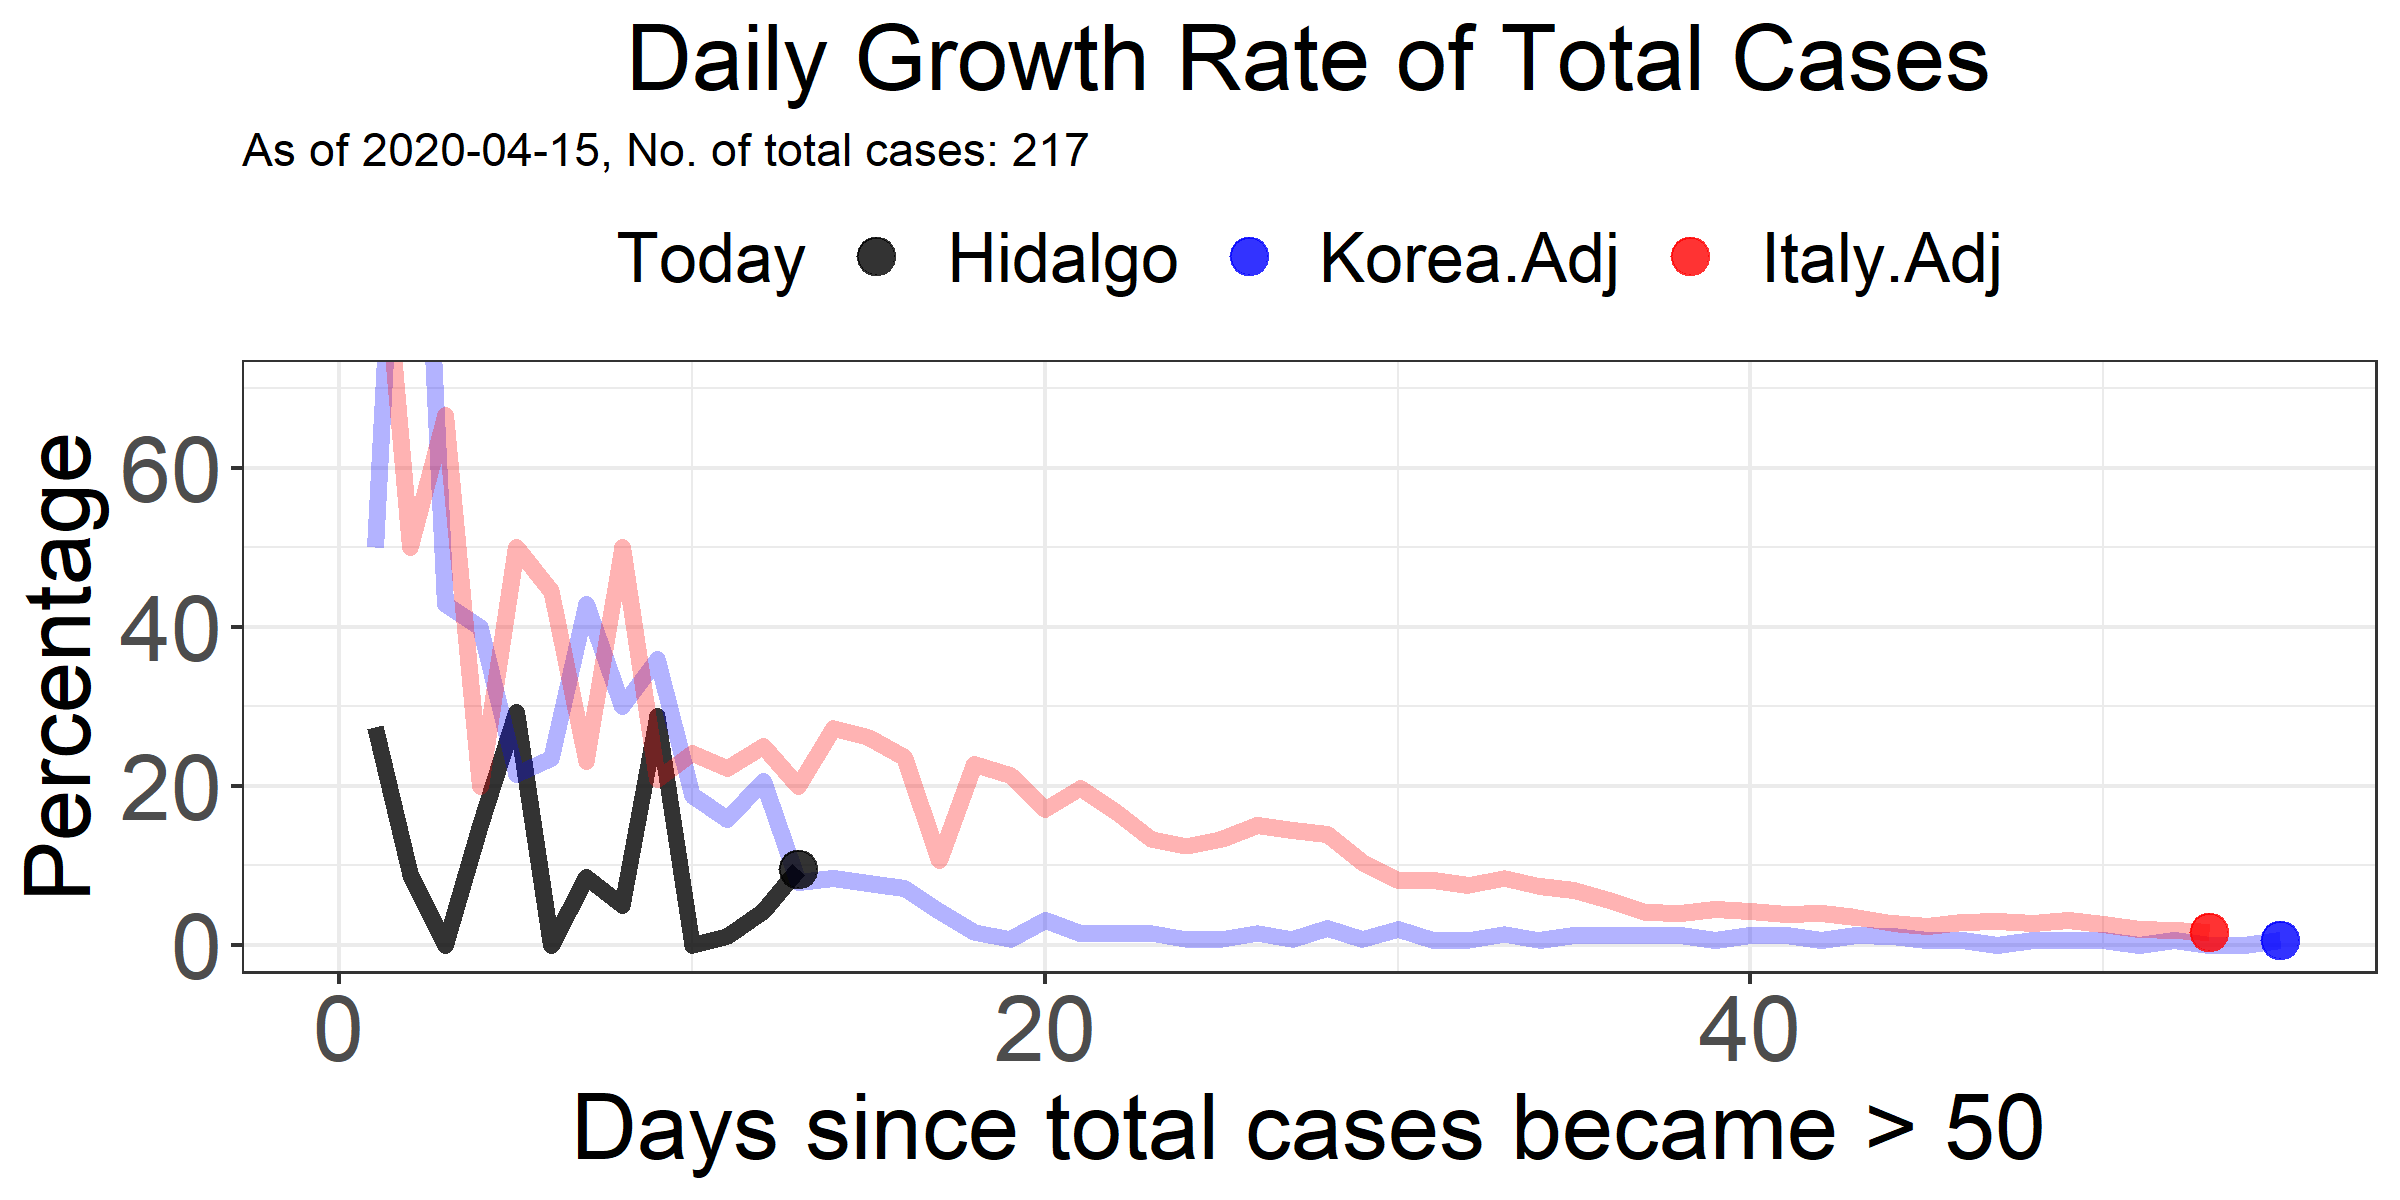 Daily Growth Rate of Total Cases
As of 2020-04-15, No. of total cases: 217
Today Hidalgo Korea.Adj Italy.Adj
Percentage
60
40
20
0
0 20 40
Days since total cases became > 50